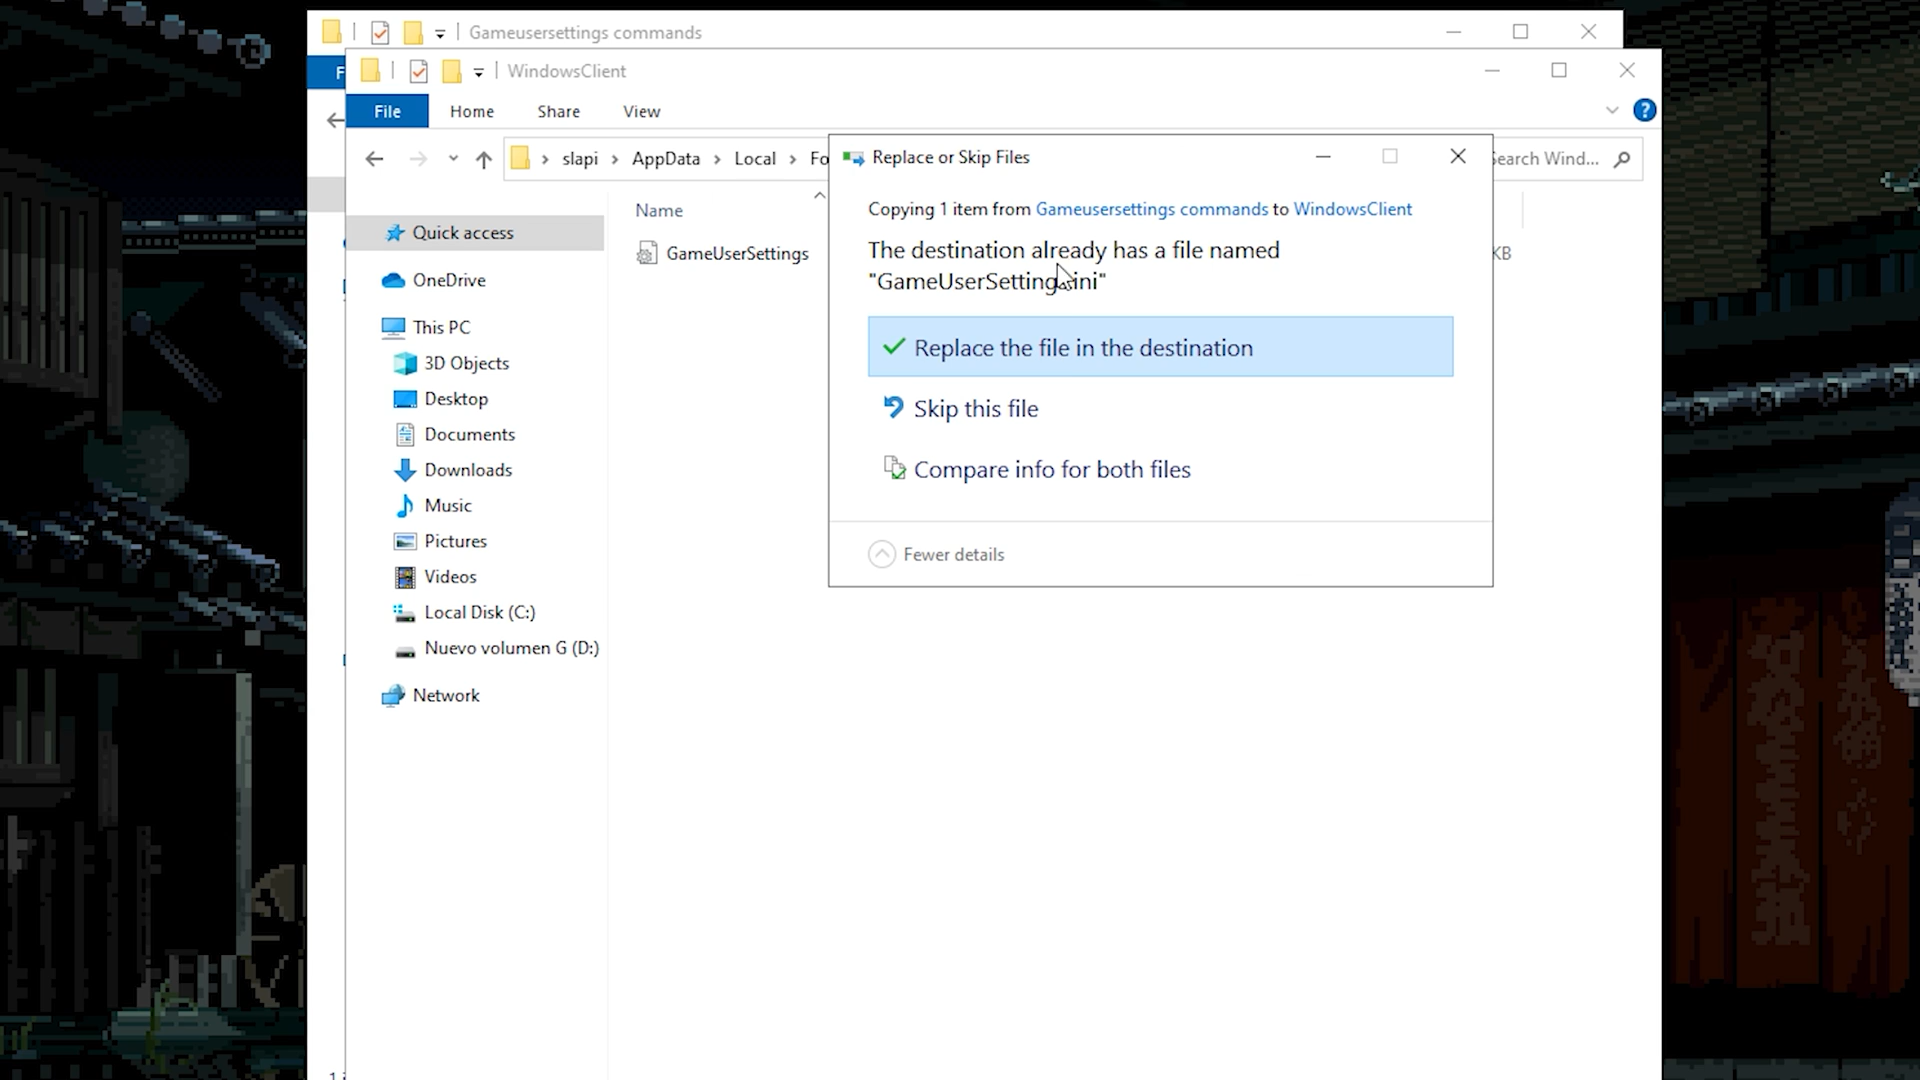 Gameusersettings commands
F
WindowsClient
File
Home
Share
View
slapi
AppData
Local
Fo
Search Wind...
Replace or Skip Files
Copying 1 item from Gameusersettings commands to WindowsClient
The destination already has a file named
"GameUserSettings.ini"
Replace the file in the destination
Skip this file
Compare info for both files
Fewer details
Name
GameUserSettings
KB
Quick access
OneDrive
This PC
3D Objects
Desktop
Documents
Downloads
Music
Pictures
Videos
Local Disk (C:)
Nuevo volumen G (D:)
Network